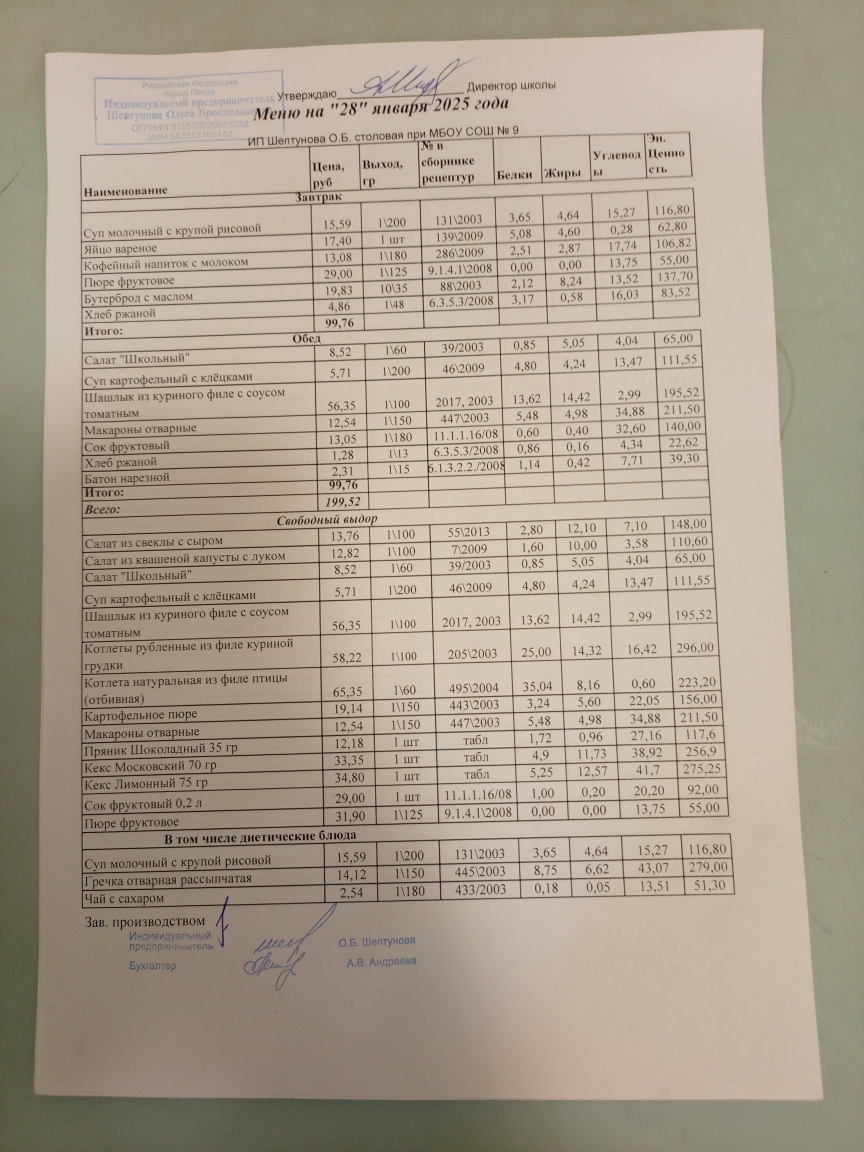 Российская Федерация
город Пенза
Индивидуальный предприниматель
Шептунова Ольга Брониславовна
Утверждаю Директор школы
Меню на "28" января 2025 года
ИП Шептунова О.Б. столовая при МБОУ СОШ № 9
Наименование Цена, руб Выход, гр № в сборнике рецептур Белки Жиры Углеводы Эн. Ценность
Завтрак
Суп молочный с крупой рисовой 15,59 1\200 131\2003 3,65 4,64 15,27 116,80
Яйцо вареное 17,40 1 шт 139\2009 5,08 4,60 0,28 62,80
Кофейный напиток с молоком 13,08 1\180 286\2009 2,51 2,87 17,74 106,82
Пюре фруктовое 29,00 1\125 9.1.4.1\2008 0,00 0,00 13,75 55,00
Бутерброд с маслом 19,83 10\35 88\2003 2,12 8,24 13,52 137,70
Хлеб ржаной 4,86 1\48 6.3.5.3/2008 3,17 0,58 16,03 83,52
Итого: 99,76
Обед
Салат "Школьный" 8,52 1\60 39/2003 0,85 5,05 4,04 65,00
Суп картофельный с клёцками 5,71 1\200 46\2009 4,80 4,24 13,47 111,55
Шашлык из куриного филе с соусом
томатным 56,35 1\100 2017, 2003 13,62 14,42 2,99 195,52
Макароны отварные 12,54 1\150 447\2003 5,48 4,98 34,88 211,50
Сок фруктовый 13,05 1\180 11.1.1.16/08 0,60 0,40 32,60 140,00
Хлеб ржаной 1,28 1\13 6.3.5.3/2008 0,86 0,16 4,34 22,62
Батон нарезной 2,31 1\15 6.1.3.2.2./2008 1,14 0,42 7,71 39,30
Итого: 99,76
Всего: 199,52
Свободный выдор
Салат из свеклы с сыром 13,76 1\100 55\2013 2,80 12,10 7,10 148,00
Салат из квашеной капусты с луком 12,82 1\100 7\2009 1,60 10,00 3,58 110,60
Салат "Школьный" 8,52 1\60 39/2003 0,85 5,05 4,04 65,00
Суп картофельный с клёцками 5,71 1\200 46\2009 4,80 4,24 13,47 111,55
Шашлык из куриного филе с соусом
томатным 56,35 1\100 2017, 2003 13,62 14,42 2,99 195,52
Котлеты рубленные из филе куриной
грудки 58,22 1\100 205\2003 25,00 14,32 16,42 296,00
Котлета натуральная из филе птицы
(отбивная) 65,35 1\60 495\2004 35,04 8,16 0,60 223,20
Картофельное пюре 19,14 1\150 443\2003 3,24 5,60 22,05 156,00
Макароны отварные 12,54 1\150 447\2003 5,48 4,98 34,88 211,50
Пряник Шоколадный 35 гр 12,18 1 шт табл 1,72 0,96 27,16 117,6
Кекс Московский 70 гр 33,35 1 шт табл 4,9 11,73 38,92 256,9
Кекс Лимонный 75 гр 34,80 1 шт табл 5,25 12,57 41,7 275,25
Сок фруктовый 0,2 л 29,00 1 шт 11.1.1.16/08 1,00 0,20 20,20 92,00
Пюре фруктовое 31,90 1\125 9.1.4.1\2008 0,00 0,00 13,75 55,00
В том числе диетические блюда
Суп молочный с крупой рисовой 15,59 1\200 131\2003 3,65 4,64 15,27 116,80
Гречка отварная рассыпчатая 14,12 1\150 445\2003 8,75 6,62 43,07 279,00
Чай с сахаром 2,54 1\180 433/2003 0,18 0,05 13,51 51,30
Зав. производством
Индивидуальный
предприниматель О.Б. Шептунова
Бухгалтер А.В. Андреева